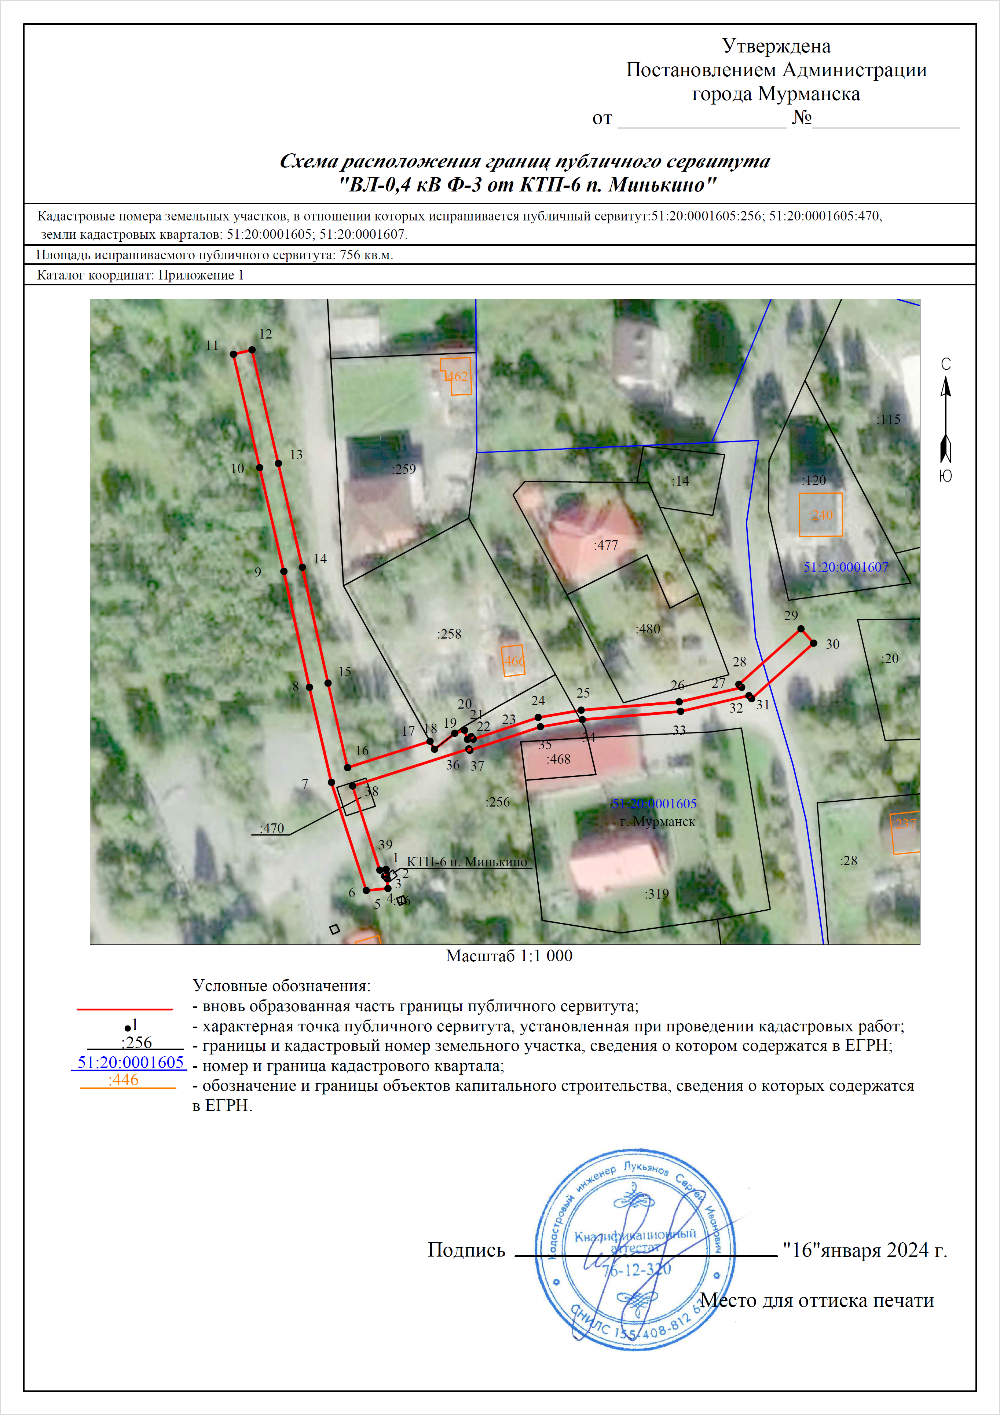 Утверждена
Постановлением Администрации
города Мурманска
от _________________ №_______________
Схема расположения границ публичного сервитута
"ВЛ-0,4 кВ Ф-3 от КТП-6 п. Минькино"
Кадастровые номера земельных участков, в отношении которых испрашивается публичный сервитут:51:20:0001605:256; 51:20:0001605:470,
земли кадастровых кварталов: 51:20:0001605; 51:20:0001607.
Площадь испрашиваемого публичного сервитута: 756 кв.м.
Каталог координат: Приложение 1
11
12
С
Ю
:462
:115
10
13
:259
:14
:120
:240
:477
9
14
51:20:0001607
:258
:480
29
30
:466
:20
8
15
28
27
26
25
24
23
20
21
22
19
18
17
32
31
33
34
35
16
36
37
:468
7
38
:256
51:20:0001605
г. Мурманск
:470
:237
39
1
КТП-6 п. Минькино
2
3
4
5
6
:28
:319
Масштаб 1:1 000
Условные обозначения:
- вновь образованная часть границы публичного сервитута;
1 - характерная точка публичного сервитута, установленная при проведении кадастровых работ;
:256 - границы и кадастровый номер земельного участка, сведения о котором содержатся в ЕГРН;
51:20:0001605 - номер и граница кадастрового квартала;
:446 - обозначение и границы объектов капитального строительства, сведения о которых содержатся
в ЕГРН.
Кадастровый инженер Лукьянов Сергей Иванович
Квалификационный
аттестат
76-12-320
Подпись "16"января 2024 г.
Место для оттиска печати
СНИЛС 155-408-812 67